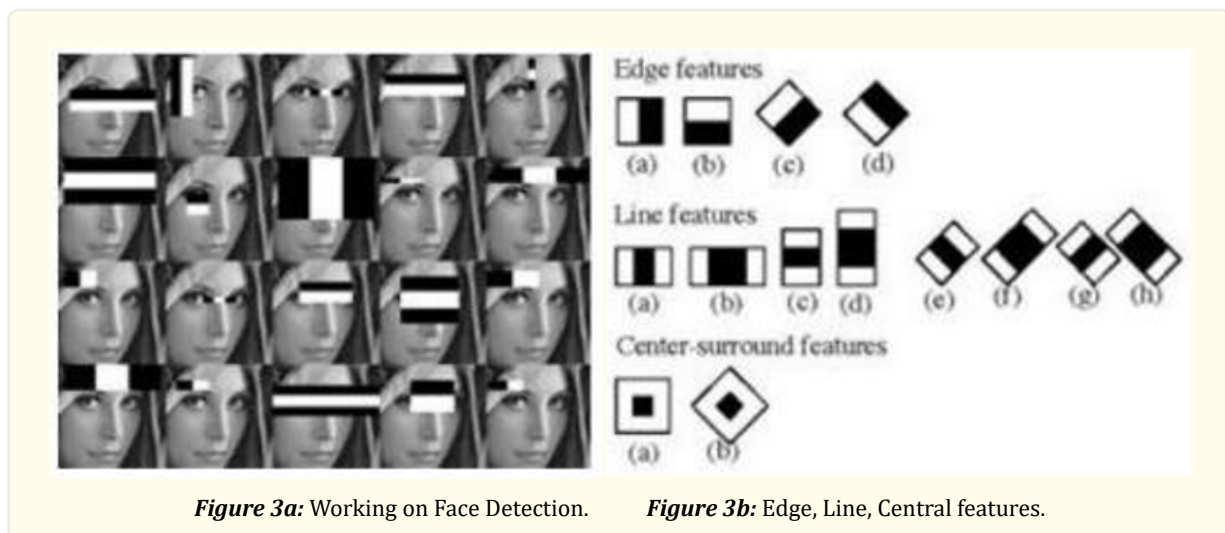 Edge features
(a) (b) (c) (d)
Line features
(a) (b) (c) (d) (e) (f) (g) (h)
Center-surround features
(a) (b)
Figure 3a: Working on Face Detection. Figure 3b: Edge, Line, Central features.